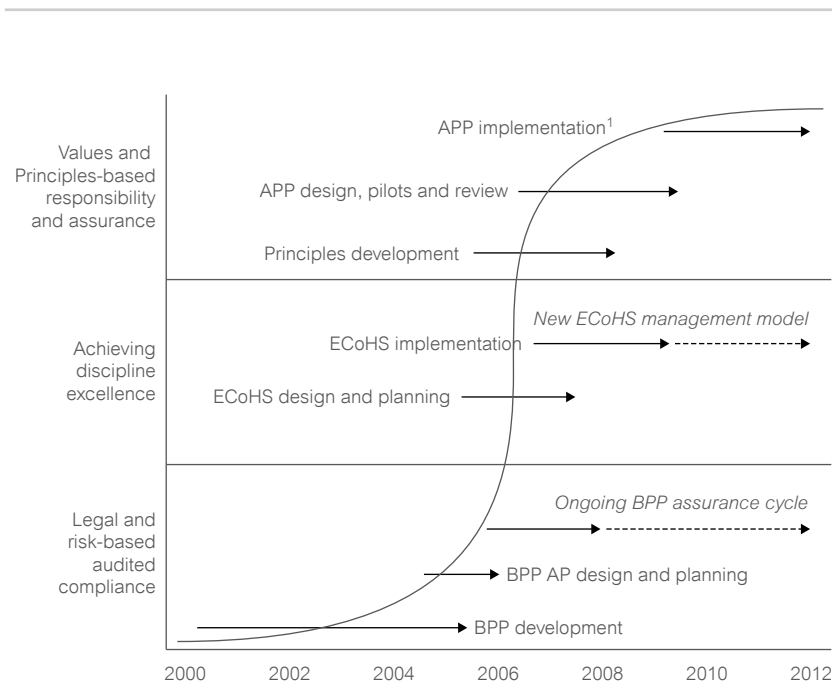 APP implementation¹
Values and
Principles-based
responsibility
and assurance
APP design, pilots and review
Principles development
New ECoHS management model
ECoHS implementation
Achieving
discipline
excellence
ECoHS design and planning
Ongoing BPP assurance cycle
Legal and
risk-based
audited
compliance
BPP AP design and planning
BPP development
2000 2002 2004 2006 2008 2010 2012